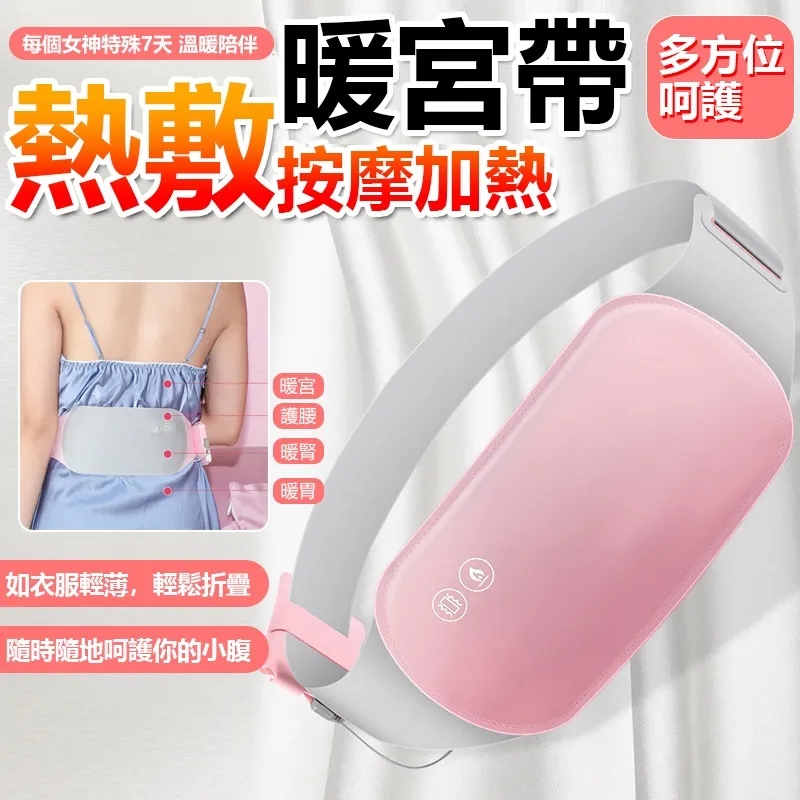 每個女神特殊7天 溫暖陪伴
暖宮帶
多方位
呵護
熱敷
按摩加熱
暖宮
護腰
暖腎
暖胃
如衣服輕薄，輕鬆折疊
隨時隨地呵護你的小腹